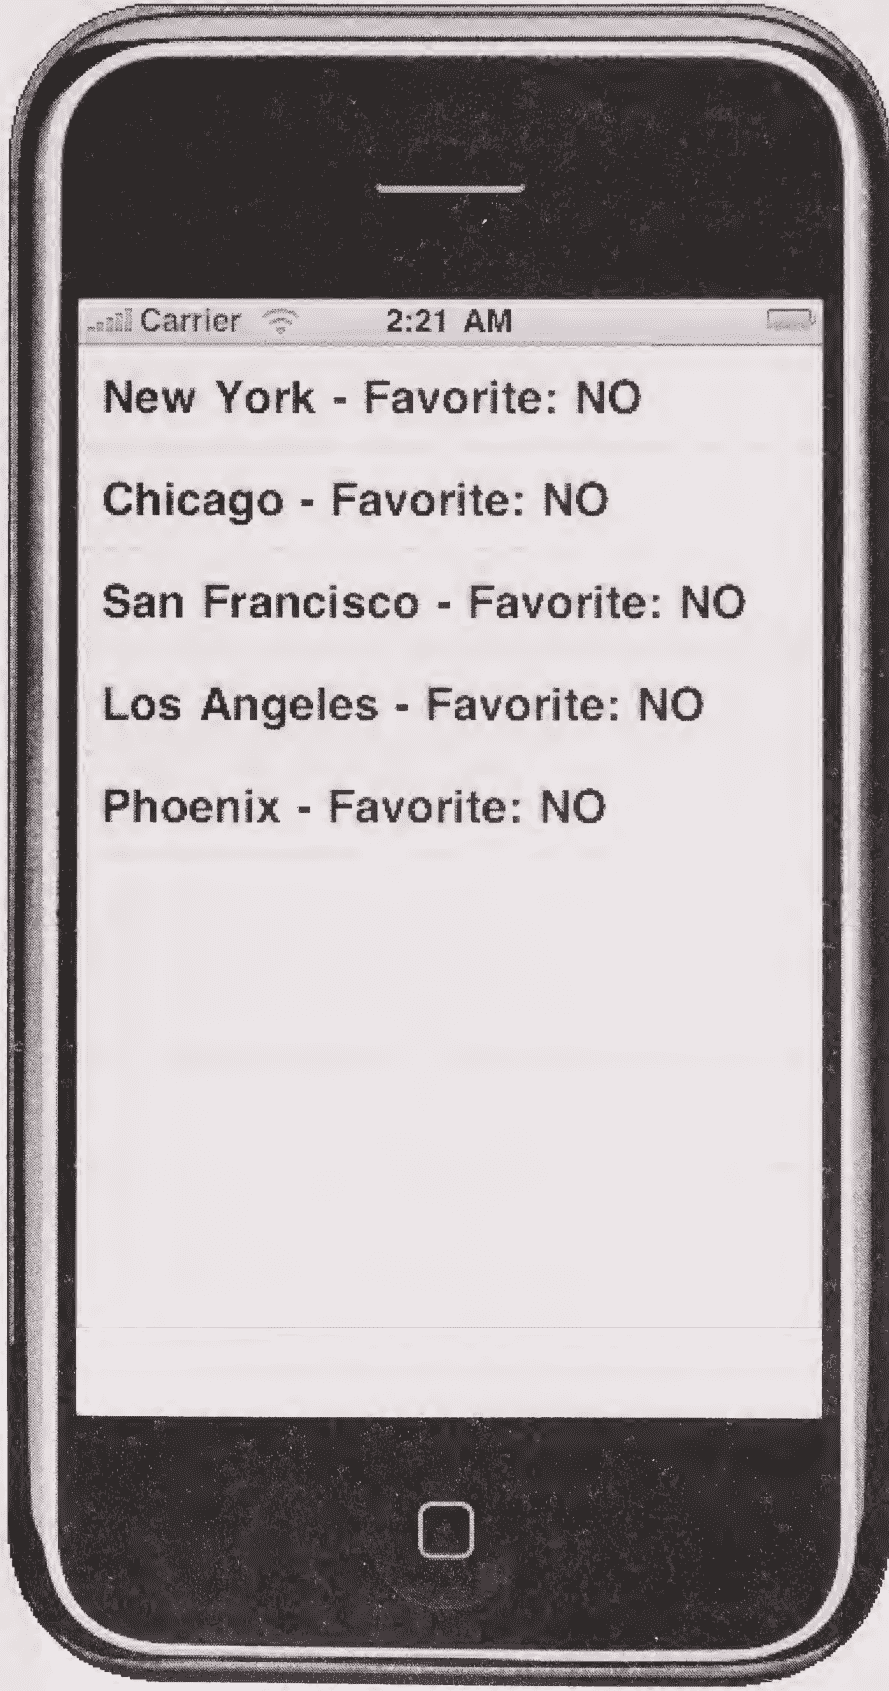 Carrier 2:21 AM
New York - Favorite: NO
Chicago - Favorite: NO
San Francisco - Favorite: NO
Los Angeles - Favorite: NO
Phoenix - Favorite: NO